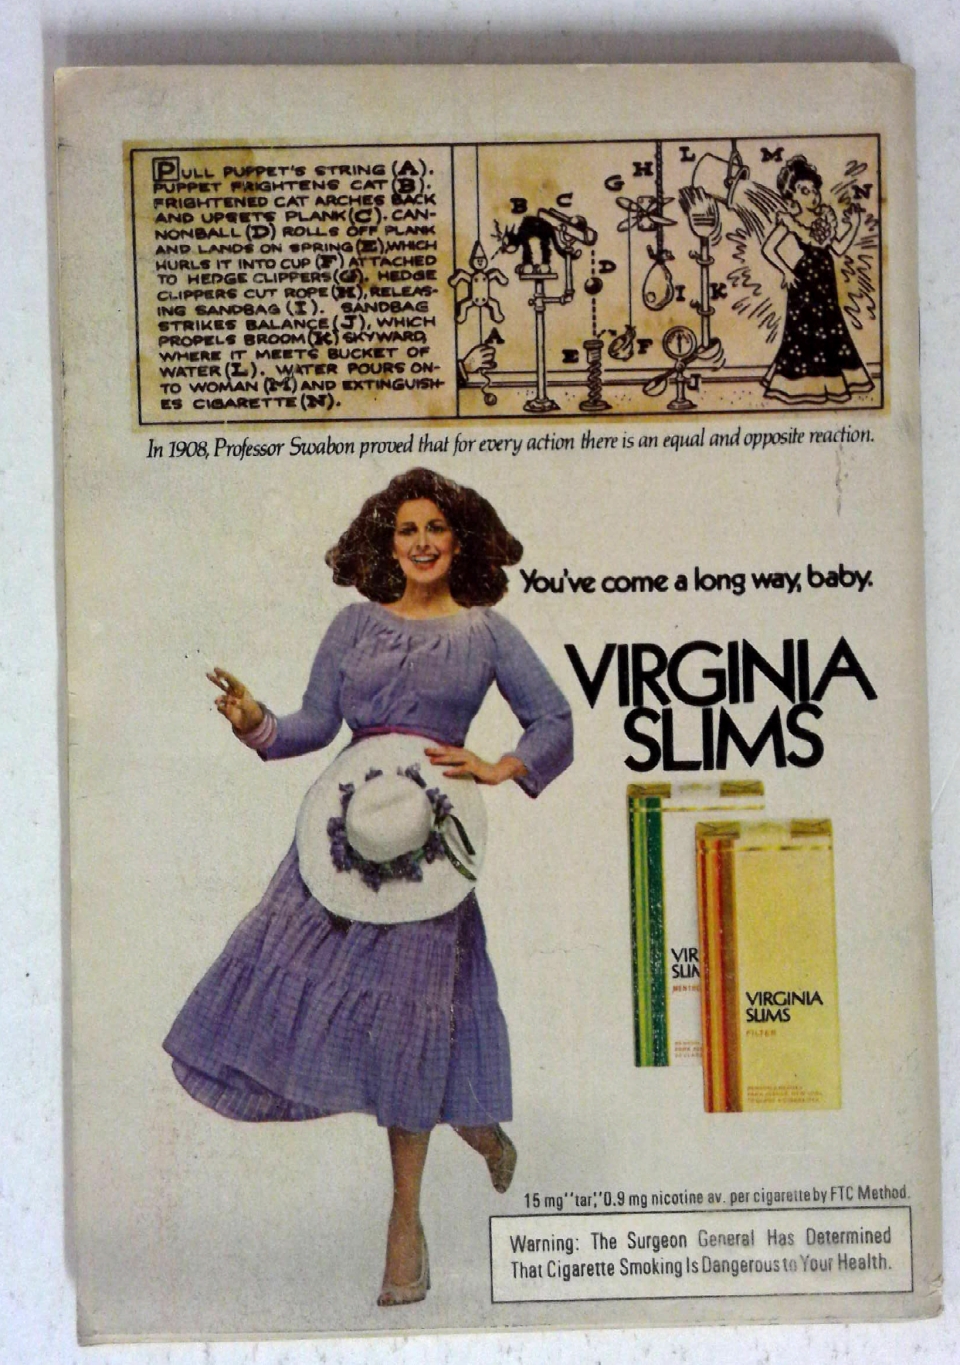 PULL PUPPET'S STRING (A).
PUPPET FRIGHTENS CAT (B).
FRIGHTENED CAT ARCHES BACK
AND UPSETS PLANK (C). CAN-
NONBALL (D) ROLLS OFF PLANK
AND LANDS ON SPRING (E), WHICH
HURLS IT INTO CUP (F) ATTACHED
TO HEDGE CLIPPERS (G). HEDGE
CLIPPERS CUT ROPE (H), RELEAS-
ING SANDBAG (I). SANDBAG
STRIKES BALANCE (J), WHICH
PROPELS BROOM (K) SKYWARD,
WHERE IT MEETS BUCKET OF
WATER (L). WATER POURS ON-
TO WOMAN (M) AND EXTINGUISH-
ES CIGARETTE (N).
A
B
C
D
E
F
G
H
I
J
K
L
M
N
In 1908, Professor Swabon proved that for every action there is an equal and opposite reaction.
You've come a long way, baby.
VIRGINIA
SLIMS
VIR
SLIM
MENTHO
VIRGINIA
SLIMS
FILTER
15 mg "tar," 0.9 mg nicotine av. per cigarette by FTC Method.
Warning: The Surgeon General Has Determined
That Cigarette Smoking Is Dangerous to Your Health.